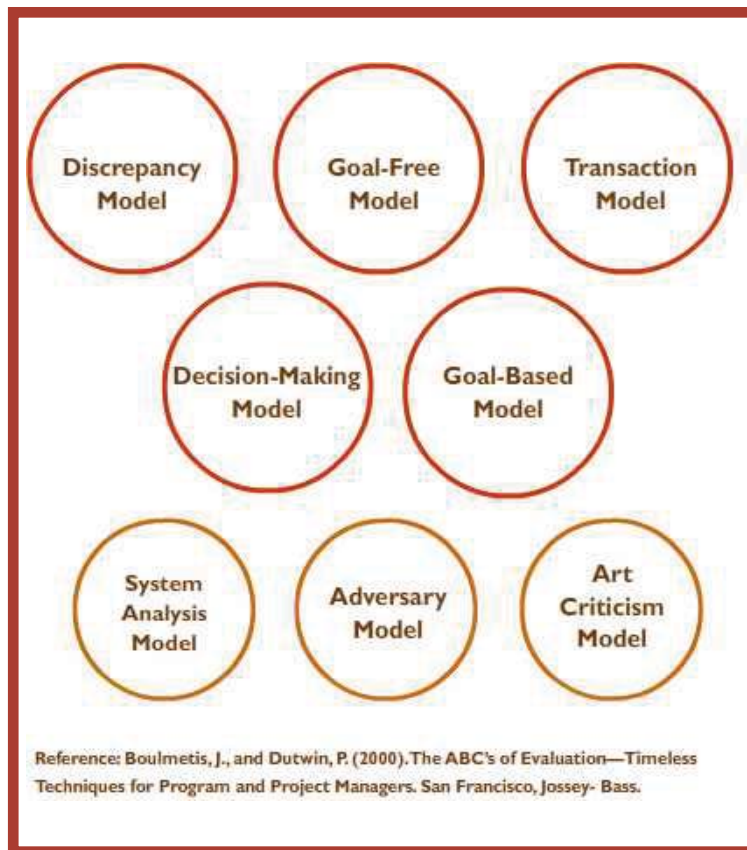 Discrepancy
Model
Goal-Free
Model
Transaction
Model
Decision-Making
Model
Goal-Based
Model
System
Analysis
Model
Adversary
Model
Art
Criticism
Model
Reference: Boulmetis, J., and Dutwin, P. (2000). The ABC's of Evaluation—Timeless
Techniques for Program and Project Managers. San Francisco, Jossey- Bass.